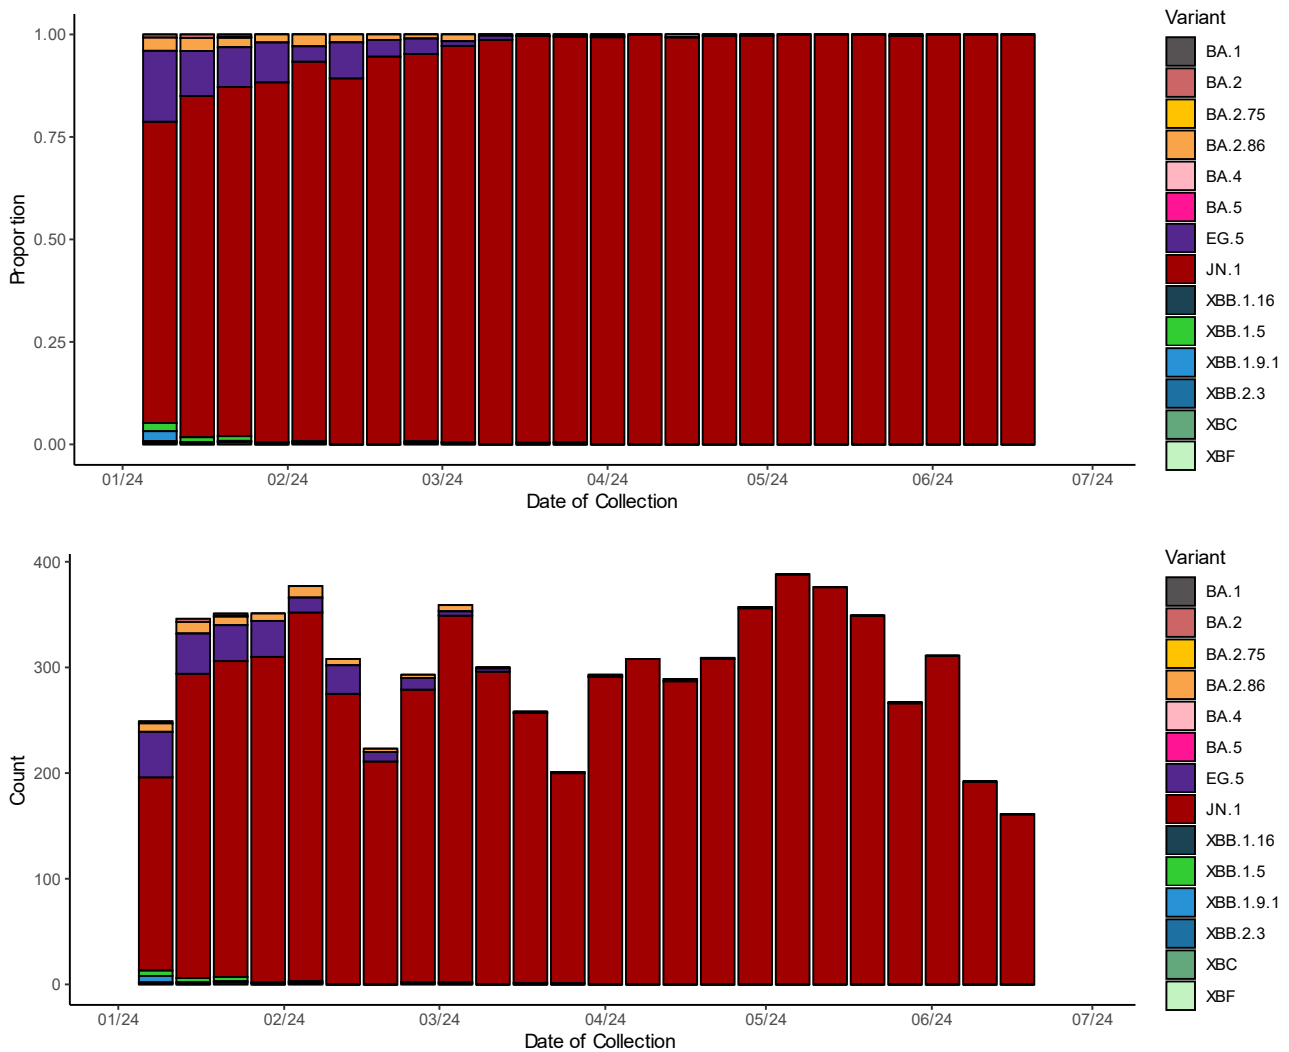 Variant
BA.1
BA.2
BA.2.75
BA.2.86
BA.4
BA.5
EG.5
JN.1
XBB.1.16
XBB.1.5
XBB.1.9.1
XBB.2.3
XBC
XBF
Proportion
1.00
0.75
0.50
0.25
0.00
01/24 02/24 03/24 04/24 05/24 06/24 07/24
Date of Collection
Variant
BA.1
BA.2
BA.2.75
BA.2.86
BA.4
BA.5
EG.5
JN.1
XBB.1.16
XBB.1.5
XBB.1.9.1
XBB.2.3
XBC
XBF
Count
400
300
200
100
0
01/24 02/24 03/24 04/24 05/24 06/24 07/24
Date of Collection